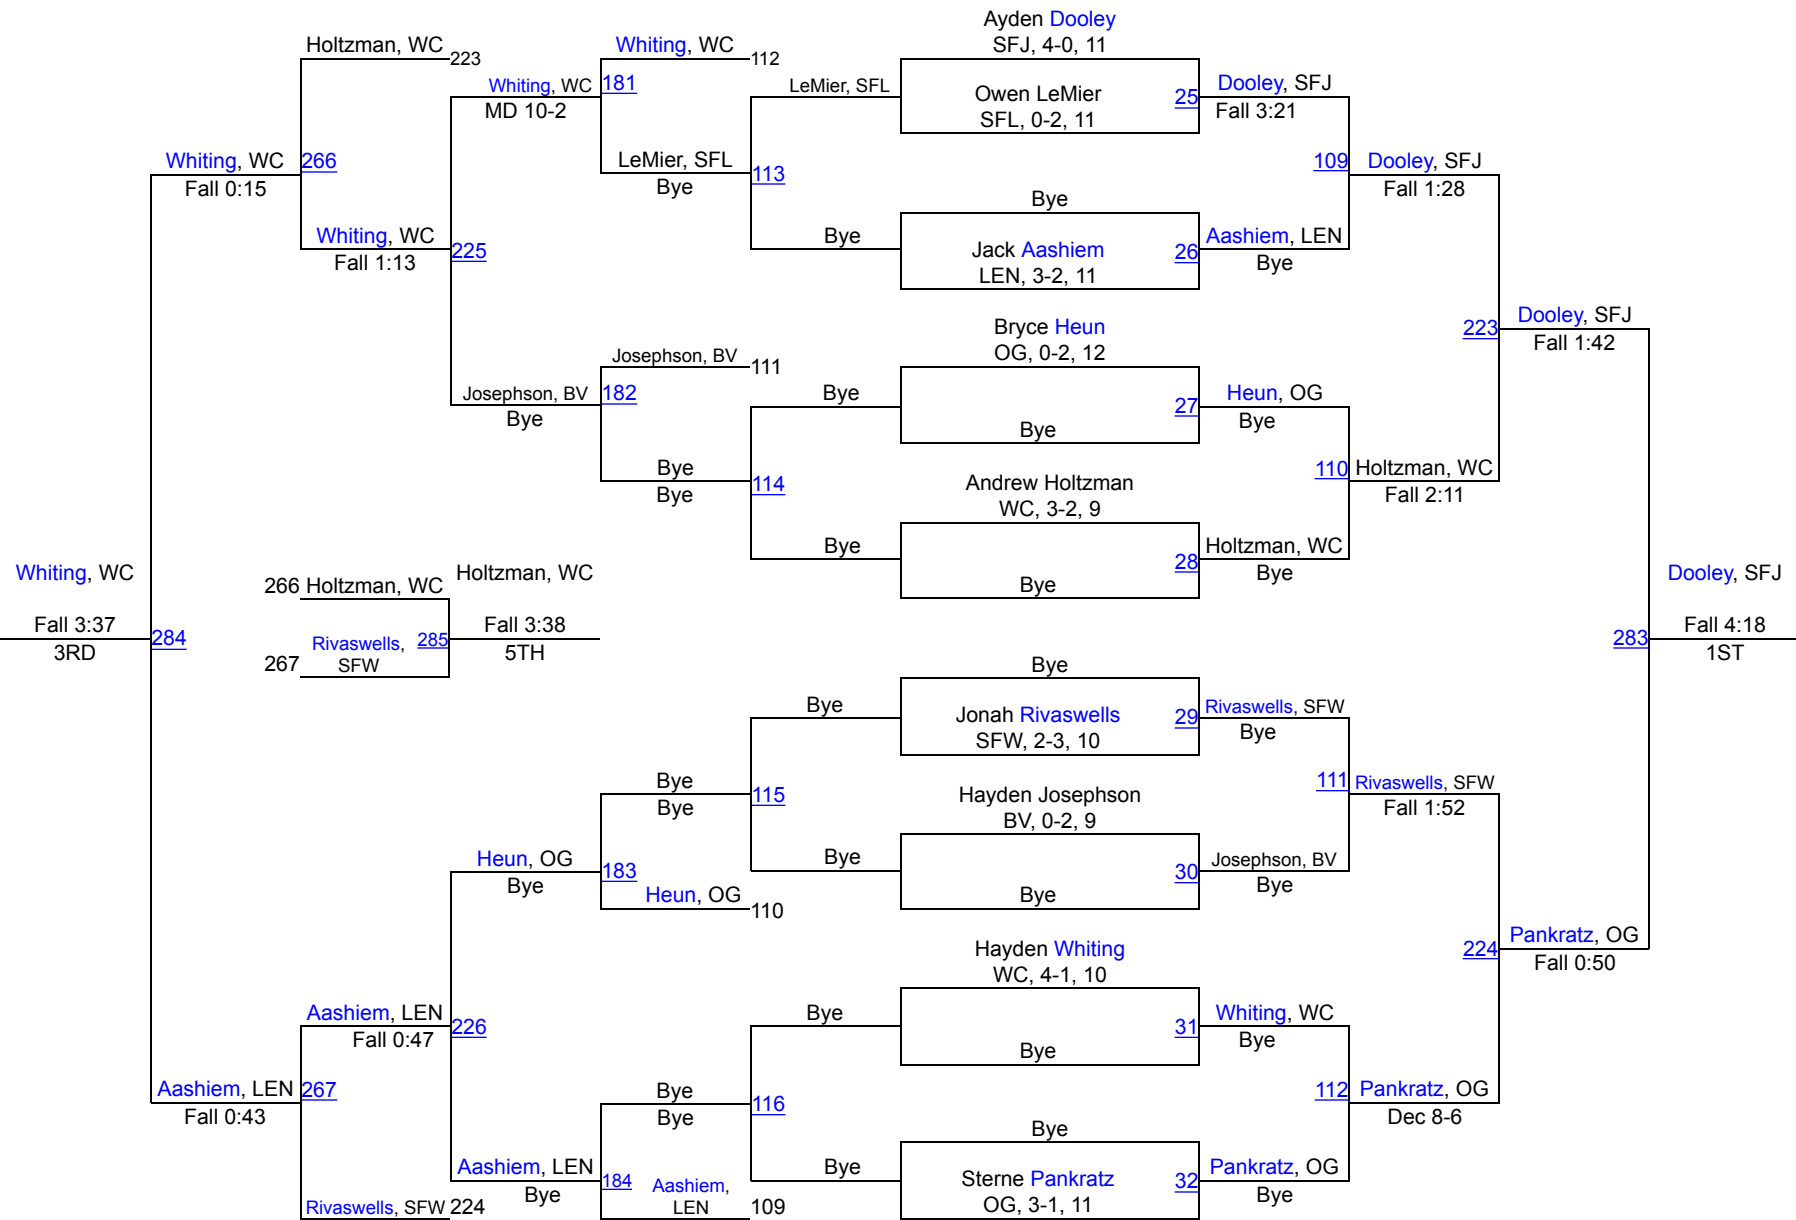 Ayden Dooley
SFJ, 4-0, 11
Holtzman, WC
223
Whiting, WC
112
Whiting, WC
181
MD 10-2
LeMier, SFL
Owen LeMier
SFL, 0-2, 11
25
Dooley, SFJ
Fall 3:21
Whiting, WC
266
Fall 0:15
LeMier, SFL
Bye
113
109
Dooley, SFJ
Fall 1:28
Bye
Whiting, WC
Fall 1:13
225
Bye
Jack Aashiem
LEN, 3-2, 11
26
Aashiem, LEN
Bye
Bryce Heun
OG, 0-2, 12
223
Dooley, SFJ
Fall 1:42
Josephson, BV
111
Josephson, BV
Bye
182
Bye
27
Heun, OG
Bye
Bye
Bye
Bye
114
Andrew Holtzman
WC, 3-2, 9
110
Holtzman, WC
Fall 2:11
Bye
28
Holtzman, WC
Bye
Bye
Whiting, WC
Fall 3:37
3RD
284
266
Holtzman, WC
Holtzman, WC
267
Rivaswells,
SFW
285
Fall 3:38
5TH
283
Dooley, SFJ
Fall 4:18
1ST
Bye
Bye
Jonah Rivaswells
SFW, 2-3, 10
29
Rivaswells, SFW
Bye
Bye
Bye
115
Hayden Josephson
BV, 0-2, 9
111
Rivaswells, SFW
Fall 1:52
Heun, OG
Bye
183
Bye
30
Josephson, BV
Bye
Bye
Heun, OG
110
Hayden Whiting
WC, 4-1, 10
224
Pankratz, OG
Fall 0:50
Aashiem, LEN
Fall 0:47
226
Bye
31
Whiting, WC
Bye
Bye
Aashiem, LEN
Fall 0:43
267
Bye
Bye
116
112
Pankratz, OG
Dec 8-6
Bye
Aashiem, LEN
Bye
184
Aashiem,
LEN
109
Bye
Sterne Pankratz
OG, 3-1, 11
32
Pankratz, OG
Bye
Rivaswells, SFW
224